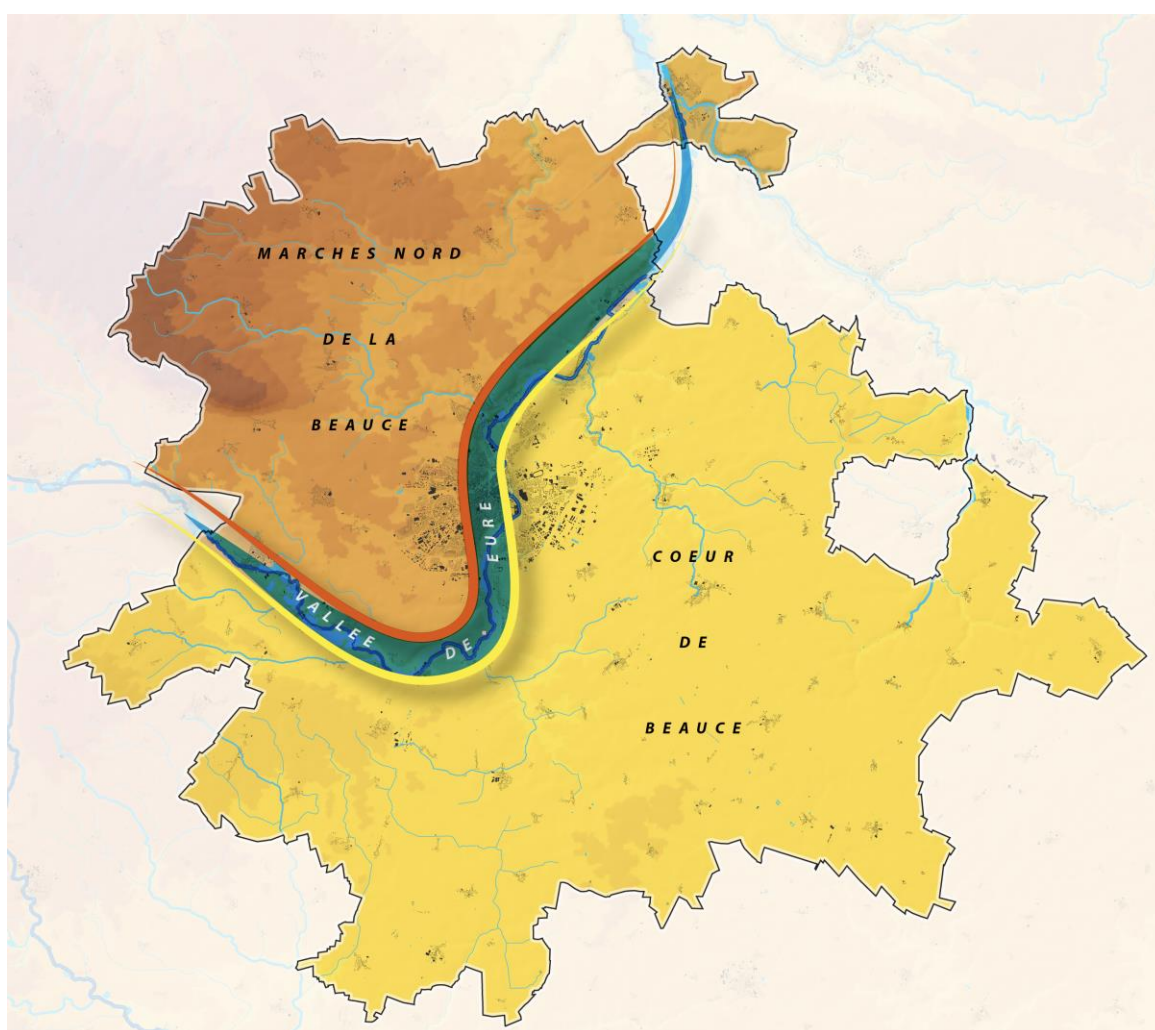 MARCHES NORD
DE LA
BEAUCE
VALLEE DE EURE
COEUR
DE
BEAUCE